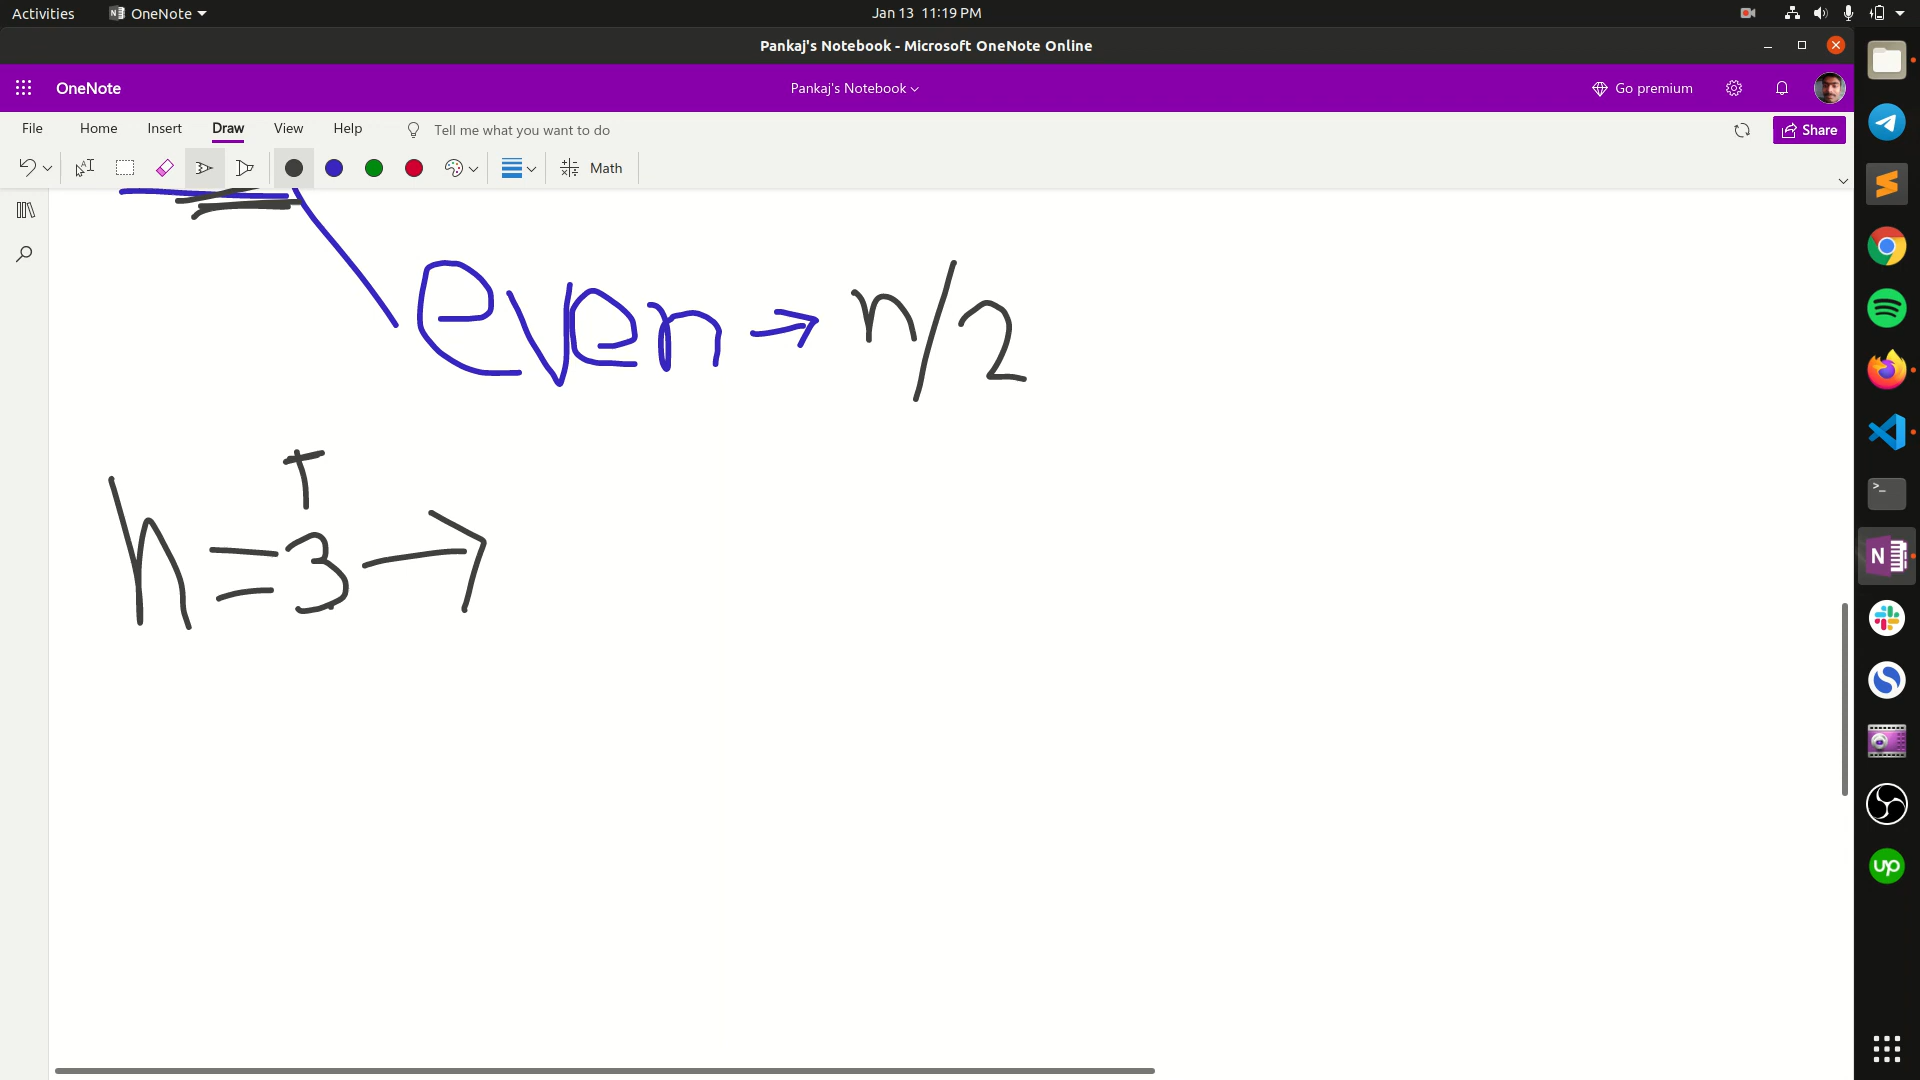 Activities OneNote Jan 13 11:19 PM
Pankaj's Notebook - Microsoft OneNote Online
OneNote Pankaj's Notebook Go premium
File Home Insert Draw View Help Tell me what you want to do Share
Math
even → n/2
T
n = 3 →